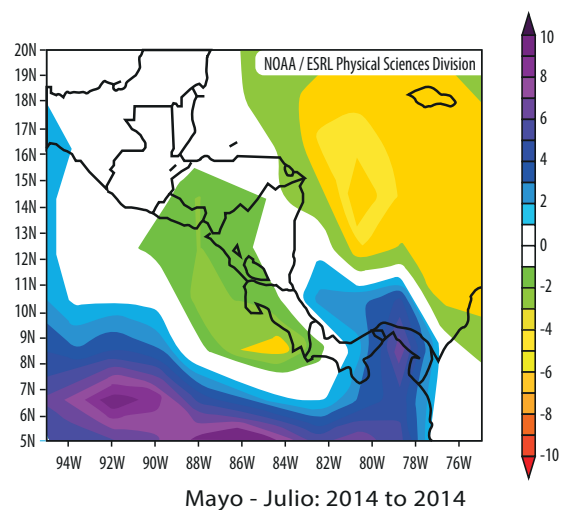 NOAA / ESRL Physical Sciences Division
20N
19N
18N
17N
16N
15N
14N
13N
12N
11N
10N
9N
8N
7N
6N
5N
94W 92W 90W 88W 86W 84W 82W 80W 78W 76W
10
8
6
4
2
0
-2
-4
-6
-8
-10
Mayo - Julio: 2014 to 2014